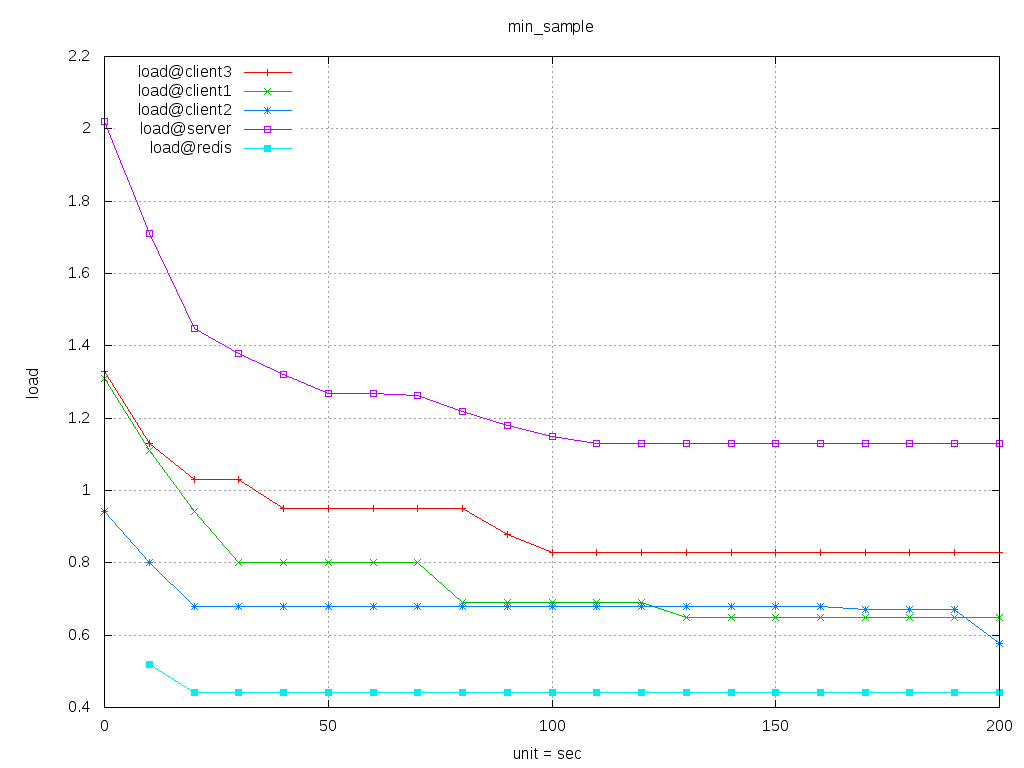 min_sample
2.2
2
1.8
1.6
1.4
1.2
1
0.8
0.6
0.4
load
load@client3
load@client1
load@client2
load@server
load@redis
0 50 100 150 200
unit = sec